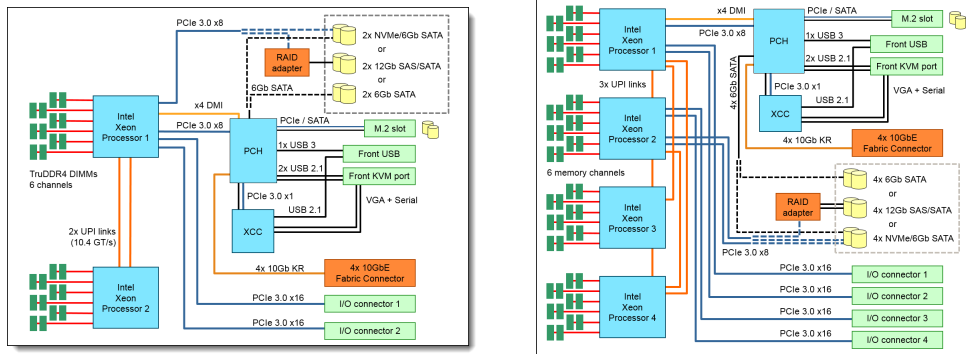 PCIe 3.0 x8
2x NVMe/6Gb SATA
or
RAID
adapter
2x 12Gb SAS/SATA
or
6Gb SATA
2x 6Gb SATA
x4 DMI
Intel
Xeon
Processor 1
PCIe 3.0 x8
PCIe / SATA
M.2 slot
PCH
1x USB 3
Front USB
2x USB 2.1
Front KVM port
TruDDR4 DIMMs
6 channels
PCIe 3.0 x1
VGA + Serial
USB 2.1
XCC
2x UPI links
(10.4 GT/s)
4x 10Gb KR
4x 10GbE
Fabric Connector
Intel
Xeon
Processor 2
PCIe 3.0 x16
I/O connector 1
PCIe 3.0 x16
I/O connector 2
x4 DMI
PCIe / SATA
M.2 slot
Intel
Xeon
Processor 1
PCIe 3.0 x8
PCH
1x USB 3
Front USB
2x USB 2.1
Front KVM port
4x 6Gb SATA
3x UPI links
PCIe 3.0 x1
VGA + Serial
USB 2.1
XCC
Intel
Xeon
Processor 2
4x 10Gb KR
4x 10GbE
Fabric Connector
6 memory channels
4x 6Gb SATA
or
RAID
adapter
4x 12Gb SAS/SATA
or
4x NVMe/6Gb SATA
PCIe 3.0 x8
Intel
Xeon
Processor 3
PCIe 3.0 x16
I/O connector 1
PCIe 3.0 x16
I/O connector 2
Intel
Xeon
Processor 4
PCIe 3.0 x16
I/O connector 3
PCIe 3.0 x16
I/O connector 4